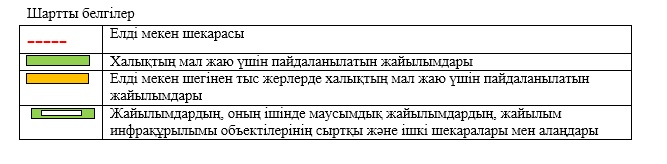 Шартты белгілер
Елді мекен шекарасы
Халықтың мал жаю үшін пайдаланылатын жайылымдары
Елді мекен шегінен тыс жерлерде халықтың мал жаю үшін пайдаланылатын
жайылымдары
Жайылымдардың, оның ішінде маусымдық жайылымдардың, жайылым
инфрақұрылымы объектілерінің сыртқы және ішкі шекаралары мен алаңдары